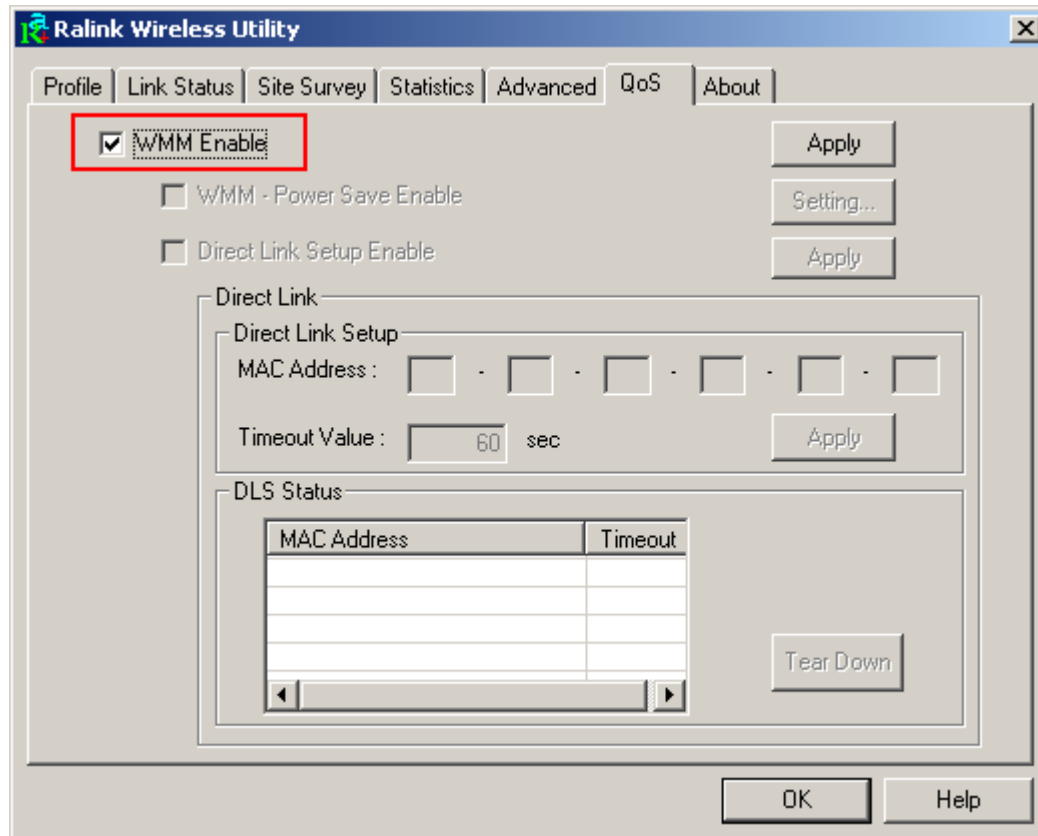 Ralink Wireless Utility
Profile Link Status Site Survey Statistics Advanced QoS About
WMM Enable Apply
WMM - Power Save Enable Setting...
Direct Link Setup Enable Apply
Direct Link
Direct Link Setup
MAC Address : - - - - -
Timeout Value : 60 sec Apply
DLS Status
MAC Address Timeout
Tear Down
OK Help